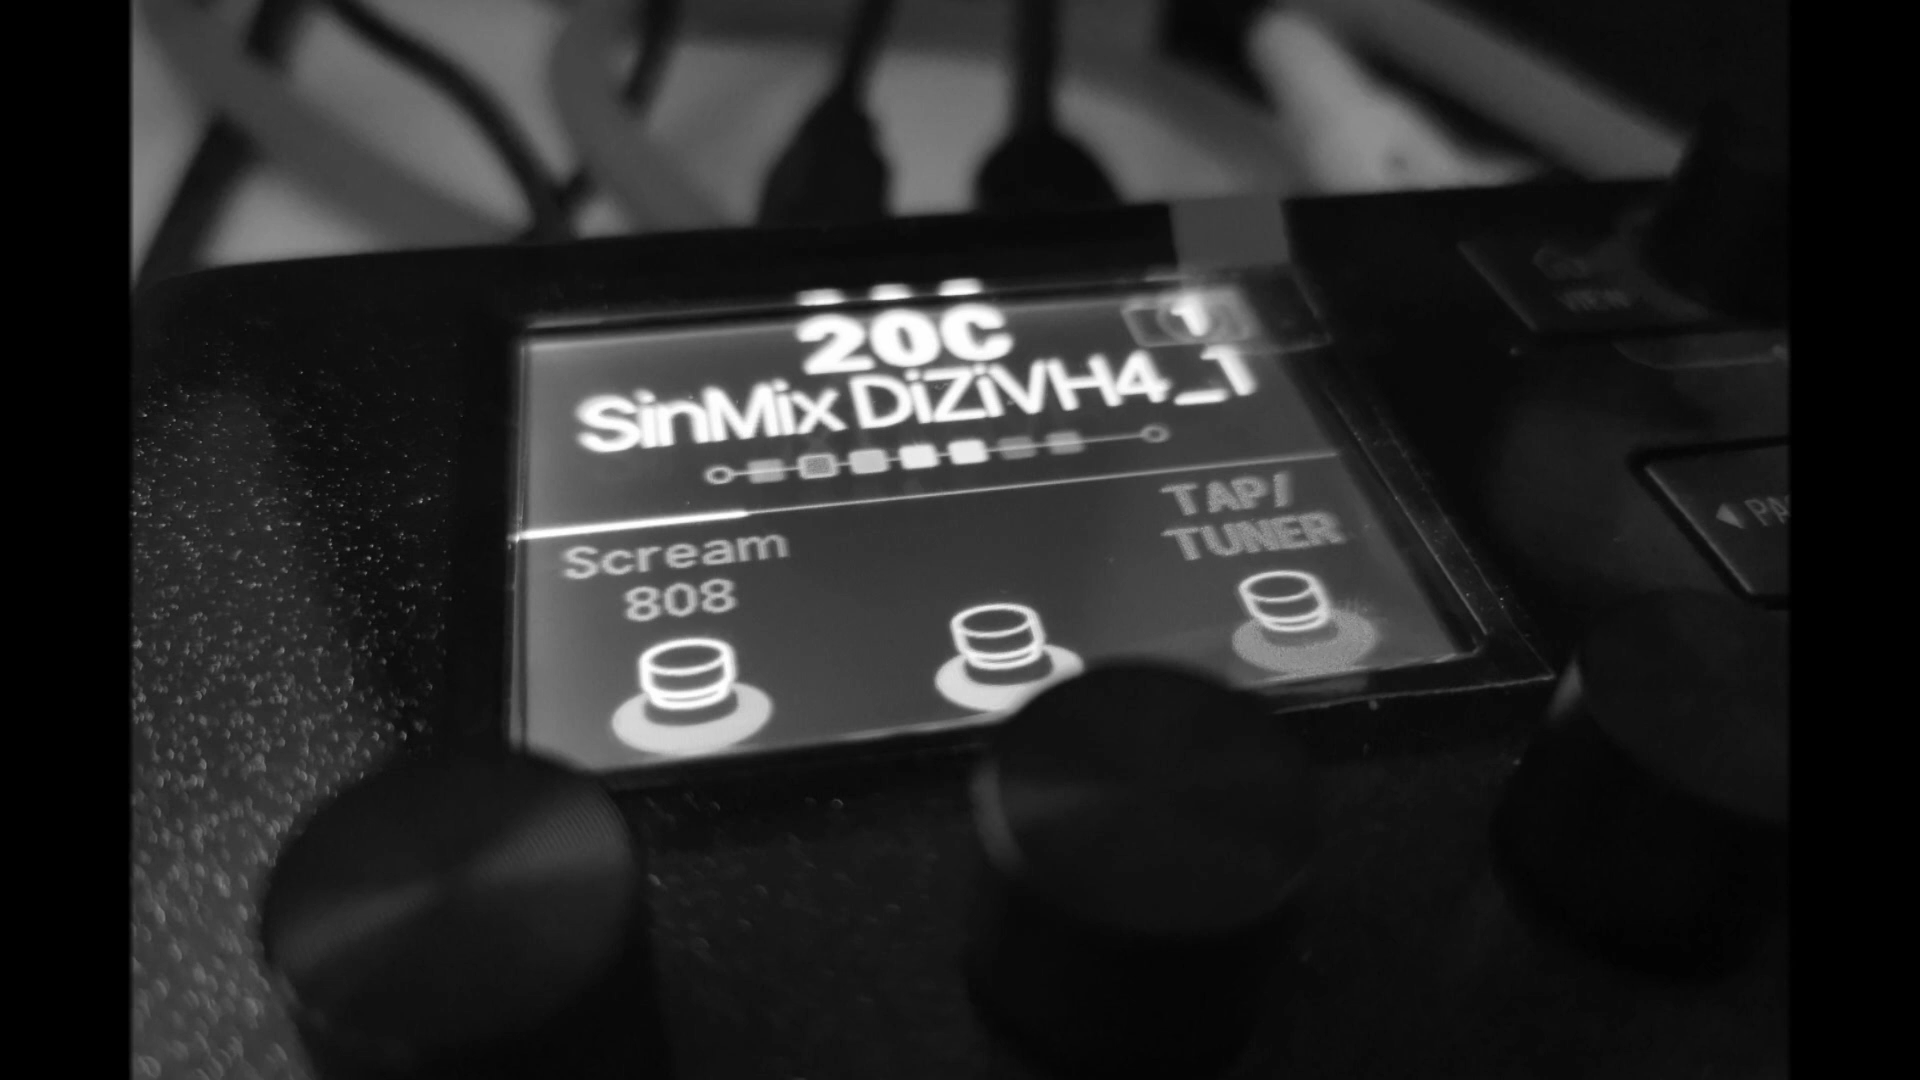 20C
1
SinMix DiZiVH4_1
Scream
808
TAP/
TUNER